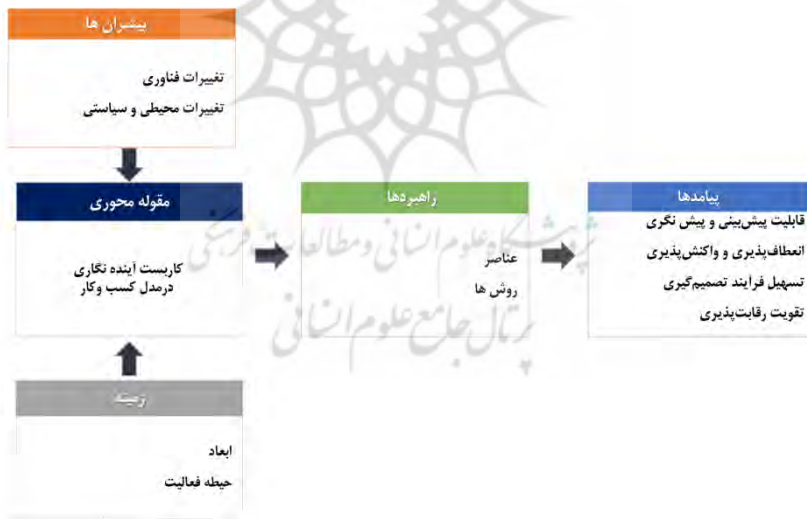 پیشران ها
تغییرات فناوری
تغییرات محیطی و سیاستی
مقوله محوری
کاربست آینده نگاری
درمدل کسب وکار
راهبردها
عناصر
روش ها
پیامدها
قابلیت پیش‌بینی و پیش نگری
انعطاف‌پذیری و واکنش‌پذیری
تسهیل فرآیند تصمیم‌گیری
تقویت رقابت‌پذیری
زمینه
ابعاد
حیطه فعالیت
پژوهشگاه علوم انسانی و مطالعات فرهنگی
پرتال جامع علوم انسانی